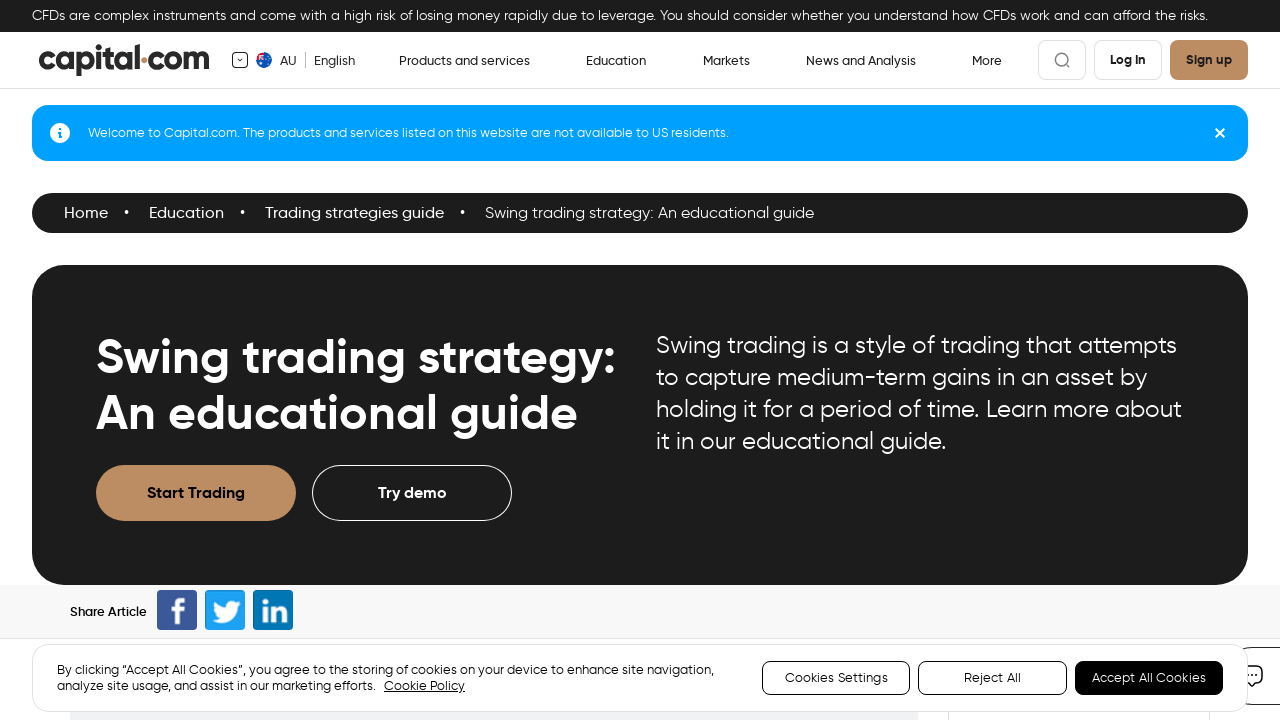 CFDs are complex instruments and come with a high risk of losing money rapidly due to leverage. You should consider whether you understand how CFDs work and can afford the risks.
capital.com
AU
English
Products and services
Education
Markets
News and Analysis
More
Log In
Sign up
Welcome to Capital.com. The products and services listed on this website are not available to US residents.
Home • Education • Trading strategies guide • Swing trading strategy: An educational guide
Swing trading strategy:
An educational guide
Start Trading
Try demo
Swing trading is a style of trading that attempts
to capture medium-term gains in an asset by
holding it for a period of time. Learn more about
it in our educational guide.
Share Article
By clicking “Accept All Cookies”, you agree to the storing of cookies on your device to enhance site navigation,
analyze site usage, and assist in our marketing efforts. Cookie Policy
Cookies Settings
Reject All
Accept All Cookies